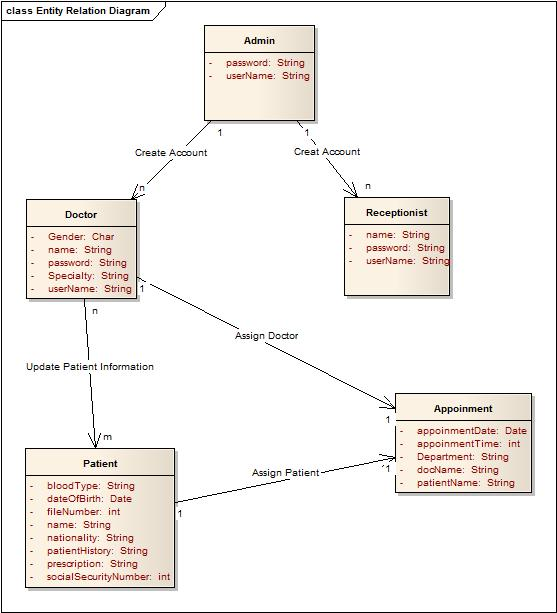 class Entity Relation Diagram
Admin
- password: String
- userName: String
1
1
Create Account
Creat Account
n
n
Doctor
- Gender: Char
- name: String
- password: String
- Specialty: String
- userName: String
Receptionist
- name: String
- password: String
- userName: String
1
n
Assign Doctor
Update Patient Information
1
m
Appoinment
- appoinmentDate: Date
- appoinmentTime: int
- Department: String
- docName: String
- patientName: String
Patient
- bloodType: String
- dateOfBirth: Date
- fileNumber: int
- name: String
- nationality: String
- patientHistory: String
- prescription: String
- socialSecurityNumber: int
Assign Patient
1
1